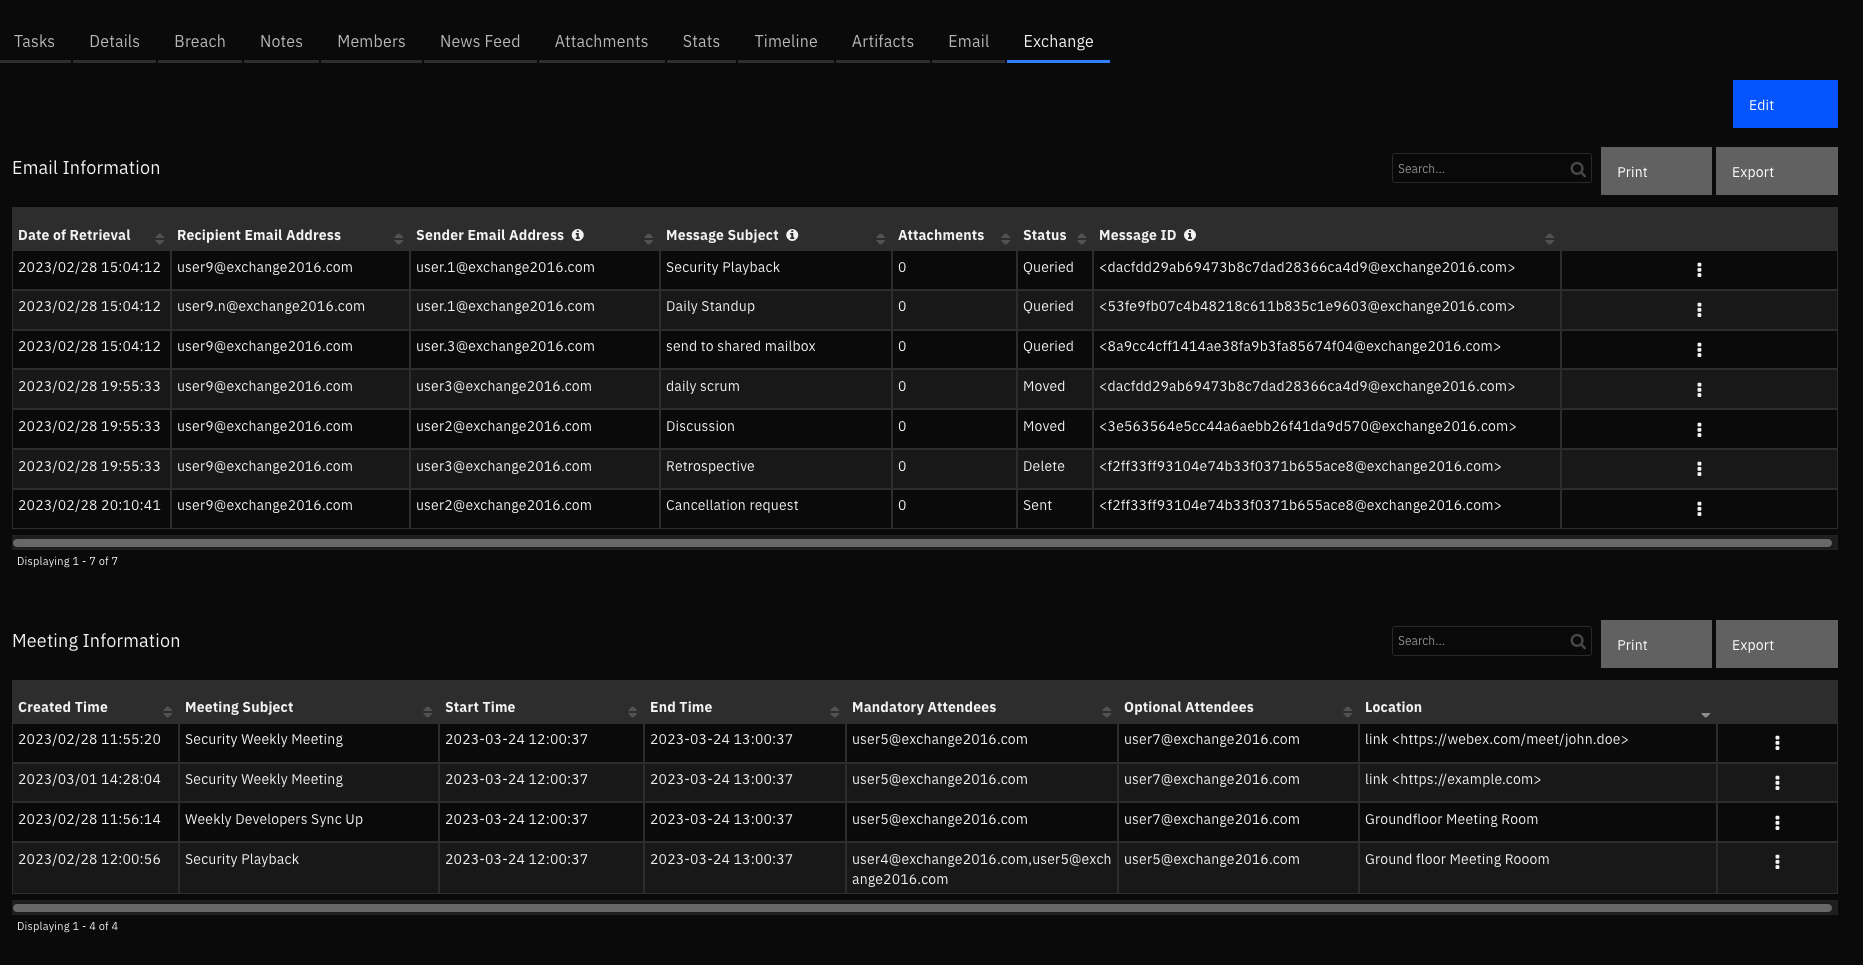 Tasks Details Breach Notes Members News Feed Attachments Stats Timeline Artifacts Email Exchange
Edit
Email Information Search... Print Export
Date of Retrieval Recipient Email Address Sender Email Address Message Subject Attachments Status Message ID
2023/02/28 15:04:12 user9@exchange2016.com user.1@exchange2016.com Security Playback 0 Queried <dacfdd29ab69473b8c7dad28366ca4d9@exchange2016.com>
2023/02/28 15:04:12 user9.n@exchange2016.com user.1@exchange2016.com Daily Standup 0 Queried <53fe9fb07c4b48218c611b835c1e9603@exchange2016.com>
2023/02/28 15:04:12 user9@exchange2016.com user.3@exchange2016.com send to shared mailbox 0 Queried <8a9cc4cff1414ae38fa9b3fa85674f04@exchange2016.com>
2023/02/28 19:55:33 user9@exchange2016.com user3@exchange2016.com daily scrum 0 Moved <dacfdd29ab69473b8c7dad28366ca4d9@exchange2016.com>
2023/02/28 19:55:33 user9@exchange2016.com user2@exchange2016.com Discussion 0 Moved <3e563564e5cc44a6aebb26f41da9d570@exchange2016.com>
2023/02/28 19:55:33 user9@exchange2016.com user3@exchange2016.com Retrospective 0 Delete <f2ff33ff93104e74b33f0371b655ace8@exchange2016.com>
2023/02/28 20:10:41 user9@exchange2016.com user2@exchange2016.com Cancellation request 0 Sent <f2ff33ff93104e74b33f0371b655ace8@exchange2016.com>
Displaying 1 - 7 of 7
Meeting Information Search... Print Export
Created Time Meeting Subject Start Time End Time Mandatory Attendees Optional Attendees Location
2023/02/28 11:55:20 Security Weekly Meeting 2023-03-24 12:00:37 2023-03-24 13:00:37 user5@exchange2016.com user7@exchange2016.com link <https://webex.com/meet/john.doe>
2023/03/01 14:28:04 Security Weekly Meeting 2023-03-24 12:00:37 2023-03-24 13:00:37 user5@exchange2016.com user7@exchange2016.com link <https://example.com>
2023/02/28 11:56:14 Weekly Developers Sync Up 2023-03-24 12:00:37 2023-03-24 13:00:37 user5@exchange2016.com user7@exchange2016.com Groundfloor Meeting Room
2023/02/28 12:00:56 Security Playback 2023-03-24 12:00:37 2023-03-24 13:00:37 user4@exchange2016.com,user5@exch user5@exchange2016.com Ground floor Meeting Rooom
ange2016.com
Displaying 1 - 4 of 4